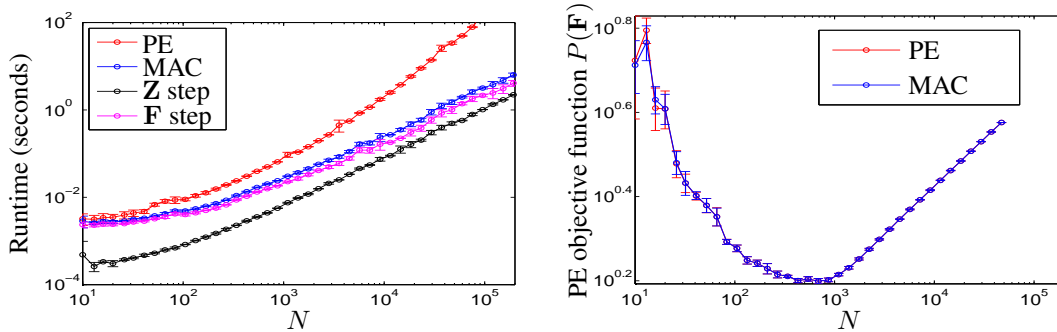 Runtime (seconds)
10^2
10^0
10^−2
10^−4
PE
MAC
Z step
F step
10^1 10^2 10^3 10^4 10^5
N
PE objective function P(F)
10^0.8
10^0.6
10^0.4
10^0.2
PE
MAC
10^1 10^2 10^3 10^4 10^5
N